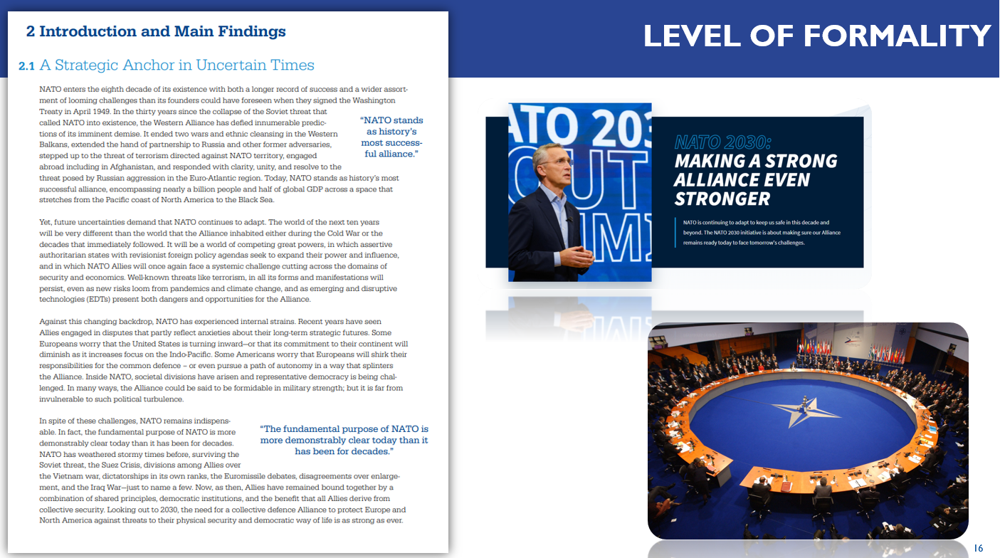 2 Introduction and Main Findings
2.1 A Strategic Anchor in Uncertain Times
NATO enters the eighth decade of its existence with both a longer record of success and a wider assort-
ment of looming challenges than its founders could have foreseen when they signed the Washington
Treaty in April 1949. In the thirty years since the collapse of the Soviet threat that
called NATO into existence, the Western Alliance has defied innumerable predic-
tions of its imminent demise. It ended two wars and ethnic cleansing in the Western
Balkans, extended the hand of partnership to Russia and other former adversaries,
stepped up to the threat of terrorism directed against NATO territory, engaged
abroad including in Afghanistan, and responded with clarity, unity, and resolve to the
threat posed by Russian aggression in the Euro-Atlantic region. Today, NATO stands as history's most
successful alliance, encompassing nearly a billion people and half of global GDP across a space that
stretches from the Pacific coast of North America to the Black Sea.
“NATO stands
as history’s
most success-
ful alliance.”
Yet, future uncertainties demand that NATO continues to adapt. The world of the next ten years
will be very different than the world that the Alliance inhabited either during the Cold War or the
decades that immediately followed. It will be a world of competing great powers, in which assertive
authoritarian states with revisionist foreign policy agendas seek to expand their power and influence,
and in which NATO Allies will once again face a systemic challenge cutting across the domains of
security and economics. Well-known threats like terrorism, in all its forms and manifestations will
persist, even as new risks loom from pandemics and climate change, and as emerging and disruptive
technologies (EDTs) present both dangers and opportunities for the Alliance.
Against this changing backdrop, NATO has experienced internal strains. Recent years have seen
Allies engaged in disputes that partly reflect anxieties about their long-term strategic futures. Some
Europeans worry that the United States is turning inward—or that its commitment to their continent will
diminish as it increases focus on the Indo-Pacific. Some Americans worry that Europeans will shirk their
responsibilities for the common defence – or even pursue a path of autonomy in a way that splinters
the Alliance. Inside NATO, societal divisions have arisen and representative democracy is being chal-
lenged. In many ways, the Alliance could be said to be formidable in military strength; but it is far from
invulnerable to such political turbulence.
In spite of these challenges, NATO remains indispens-
able. In fact, the fundamental purpose of NATO is more
demonstrably clear today than it has been for decades.
NATO has weathered stormy times before, surviving the
Soviet threat, the Suez Crisis, divisions among Allies over
the Vietnam war, dictatorships in its own ranks, the Euromissile debates, disagreements over enlarge-
ment, and the Iraq War—just to name a few. Now, as then, Allies have remained bound together by a
combination of shared principles, democratic institutions, and the benefit that all Allies derive from
collective security. Looking out to 2030, the need for a collective defence Alliance to protect Europe and
North America against threats to their physical security and democratic way of life is as strong as ever.
“The fundamental purpose of NATO is
more demonstrably clear today than it
has been for decades.”
LEVEL OF FORMALITY
ATO 203
OUT
IM
NATO 2030:
MAKING A STRONG
ALLIANCE EVEN
STRONGER
NATO is continuing to adapt to keep us safe in this decade and
beyond. The NATO 2030 initiative is about making sure our Alliance
remains ready today to face tomorrow's challenges.
16